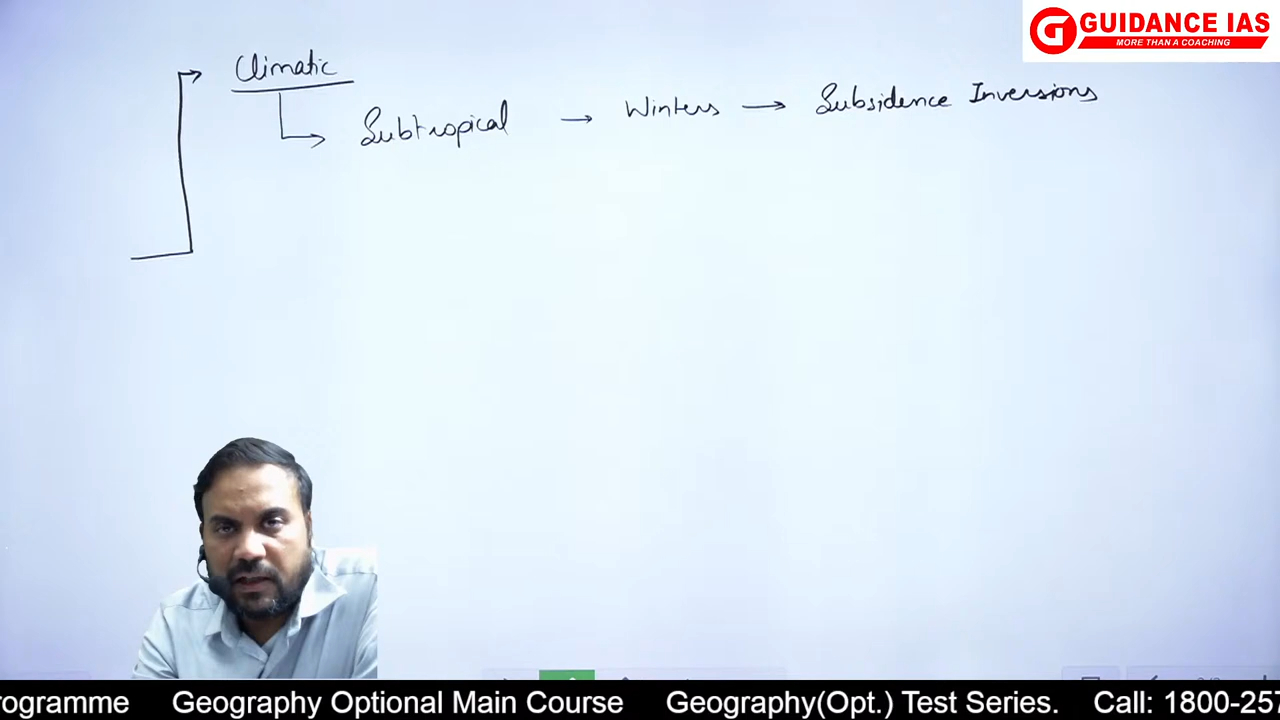 GUIDANCE IAS
MORE THAN A COACHING
Climatic
Subtropical → Winters → Subsidence Inversions
rogramme Geography Optional Main Course Geography(Opt.) Test Series. Call: 1800-257